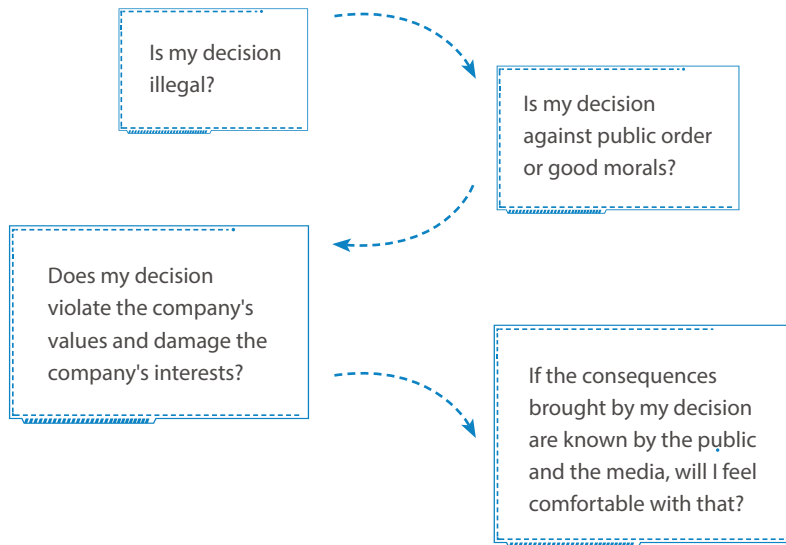 Is my decision
illegal?
Is my decision
against public order
or good morals?
Does my decision
violate the company's
values and damage the
company's interests?
If the consequences
brought by my decision
are known by the public
and the media, will I feel
comfortable with that?